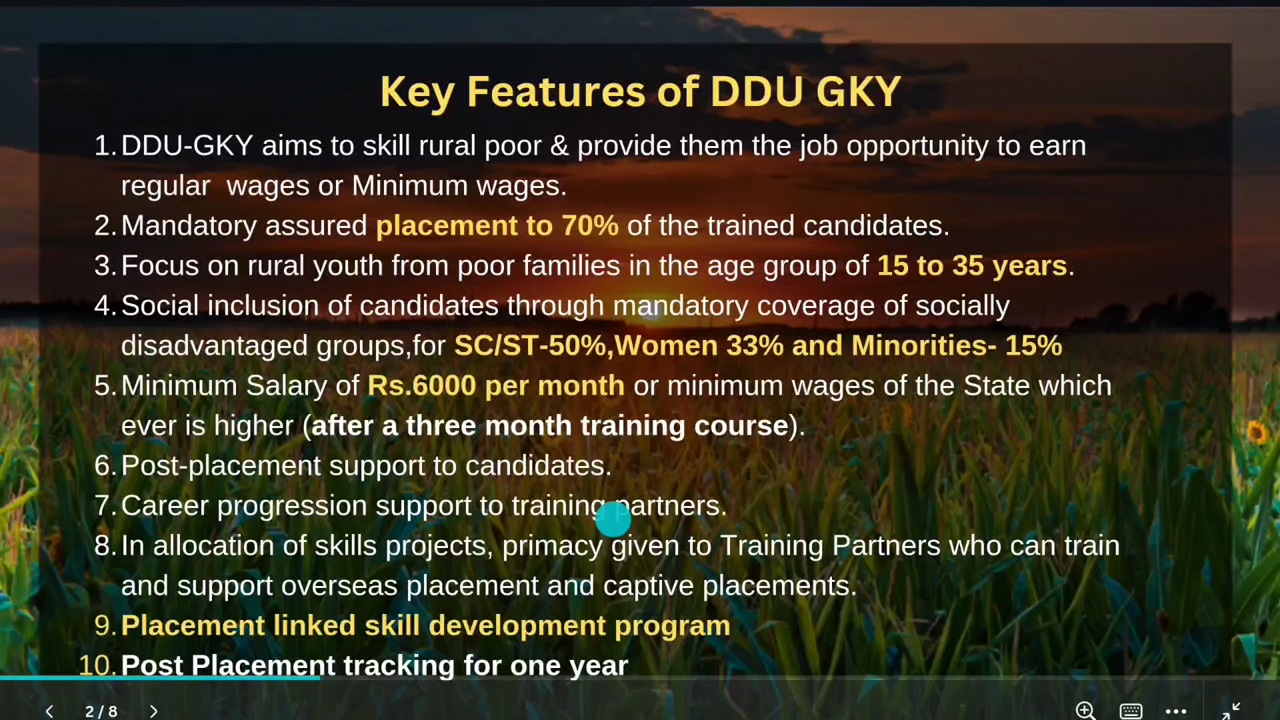 Key Features of DDU GKY
1. DDU-GKY aims to skill rural poor & provide them the job opportunity to earn
regular wages or Minimum wages.
2. Mandatory assured placement to 70% of the trained candidates.
3. Focus on rural youth from poor families in the age group of 15 to 35 years.
4. Social inclusion of candidates through mandatory coverage of socially
disadvantaged groups,for SC/ST-50%,Women 33% and Minorities- 15%
5. Minimum Salary of Rs.6000 per month or minimum wages of the State which
ever is higher (after a three month training course).
6. Post-placement support to candidates.
7. Career progression support to training partners.
8. In allocation of skills projects, primacy given to Training Partners who can train
and support overseas placement and captive placements.
9. Placement linked skill development program
10. Post Placement tracking for one year
2 / 8